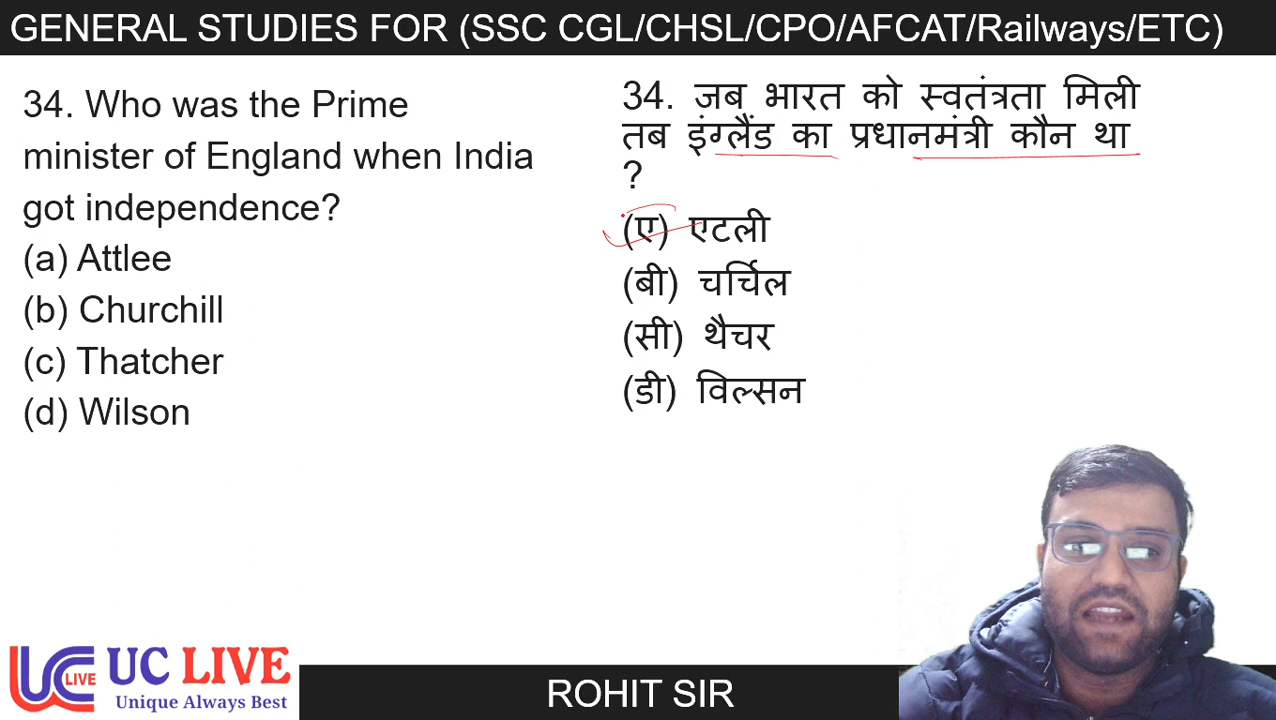 GENERAL STUDIES FOR (SSC CGL/CHSL/CPO/AFCAT/Railways/ETC)
34. Who was the Prime
minister of England when India
got independence?
(a) Attlee
(b) Churchill
(c) Thatcher
(d) Wilson
34. जब भारत को स्वतंत्रता मिली
तब इंग्लैंड का प्रधानमंत्री कौन था
?
(ए) एटली
(बी) चर्चिल
(सी) थैचर
(डी) विल्सन
UC LIVE
LIVE
Unique Always Best
ROHIT SIR